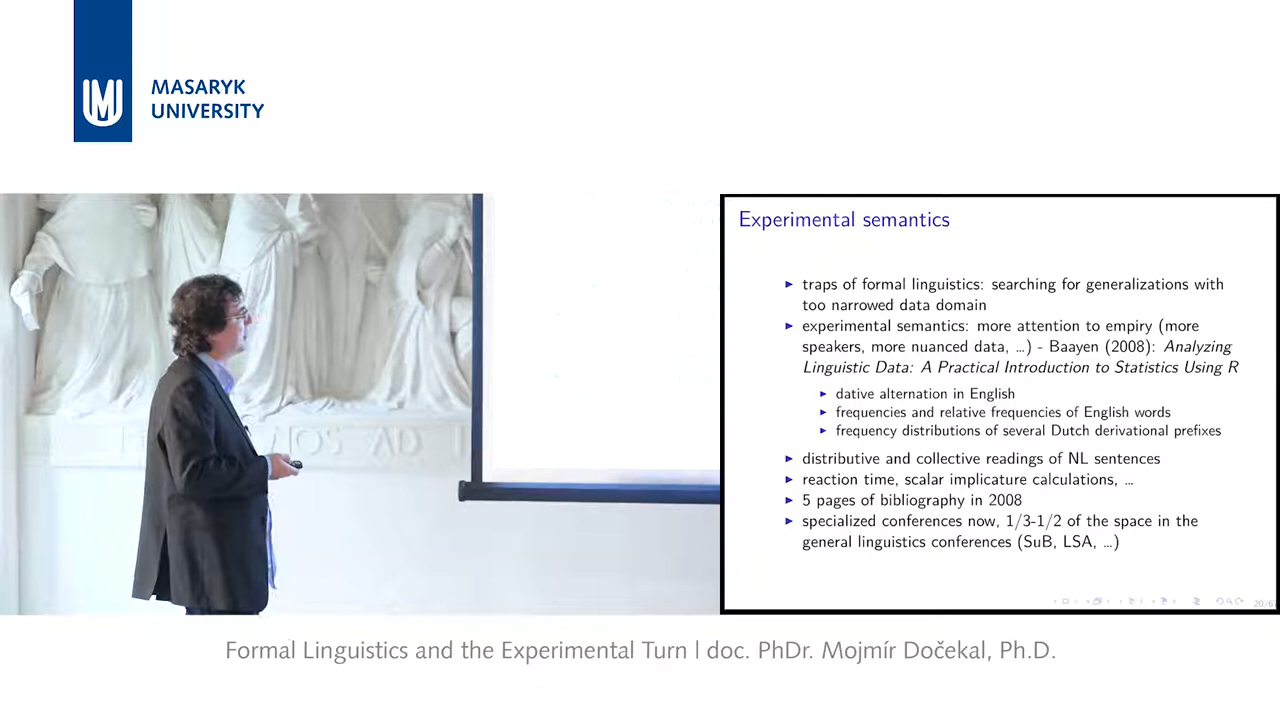 MASARYK
UNIVERSITY
Experimental semantics
▶ traps of formal linguistics: searching for generalizations with
too narrowed data domain
▶ experimental semantics: more attention to empiry (more
speakers, more nuanced data, ...) - Baayen (2008): Analyzing
Linguistic Data: A Practical Introduction to Statistics Using R
▶ dative alternation in English
▶ frequencies and relative frequencies of English words
▶ frequency distributions of several Dutch derivational prefixes
▶ distributive and collective readings of NL sentences
▶ reaction time, scalar implicature calculations, ...
▶ 5 pages of bibliography in 2008
▶ specialized conferences now, 1/3-1/2 of the space in the
general linguistics conferences (SuB, LSA, ...)
Formal Linguistics and the Experimental Turn | doc. PhDr. Mojmír Dočekal, Ph.D.